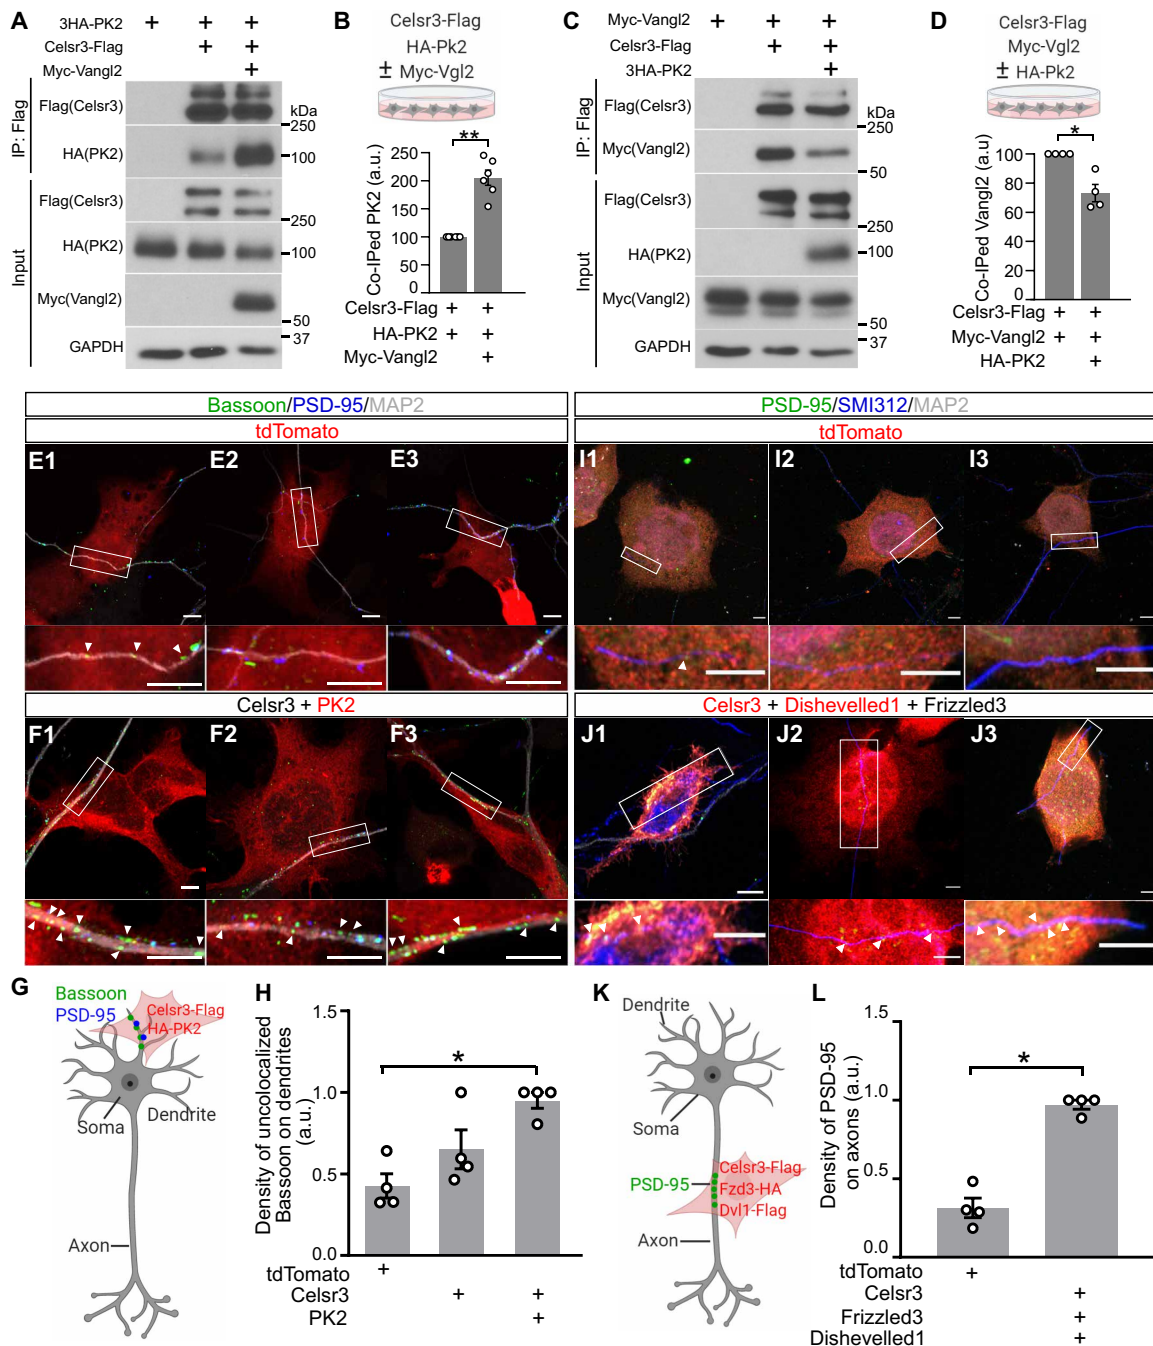 A
3HA-PK2 + + +
Celsr3-Flag + +
Myc-Vangl2 +
IP: Flag
Flag(Celsr3)
kDa
250
HA(PK2)
100
Input
Flag(Celsr3)
250
HA(PK2)
100
Myc(Vangl2)
50
37
GAPDH
B
Celsr3-Flag
HA-Pk2
± Myc-Vgl2
**
Co-IPed PK2 (a.u.)
250
200
150
100
50
0
Celsr3-Flag + +
HA-PK2 + +
Myc-Vangl2 +
C
Myc-Vangl2 + + +
Celsr3-Flag + +
3HA-PK2 +
IP: Flag
Flag(Celsr3)
kDa
250
Myc(Vangl2)
50
Input
Flag(Celsr3)
250
HA(PK2)
100
Myc(Vangl2)
50
37
GAPDH
D
Celsr3-Flag
Myc-Vgl2
± HA-Pk2
*
Co-IPed Vangl2 (a.u)
100
80
60
40
20
0
Celsr3-Flag + +
Myc-Vangl2 + +
HA-PK2 +
Bassoon/PSD-95/MAP2
tdTomato
E1
E2
E3
Celsr3 + PK2
F1
F2
F3
PSD-95/SMI312/MAP2
tdTomato
I1
I2
I3
Celsr3 + Dishevelled1 + Frizzled3
J1
J2
J3
G
Bassoon
PSD-95
Celsr3-Flag
HA-PK2
Soma
Dendrite
Axon
H
Density of uncolocalized
Bassoon on dendrites
(a.u.)
1.5
1.0
0.5
0.0
*
tdTomato +
Celsr3 + +
PK2 +
K
Dendrite
Soma
PSD-95
Celsr3-Flag
Fzd3-HA
Dvl1-Flag
Axon
L
Density of PSD-95
on axons (a.u.)
1.5
1.0
0.5
0.0
*
tdTomato +
Celsr3 +
Frizzled3 +
Dishevelled1 +